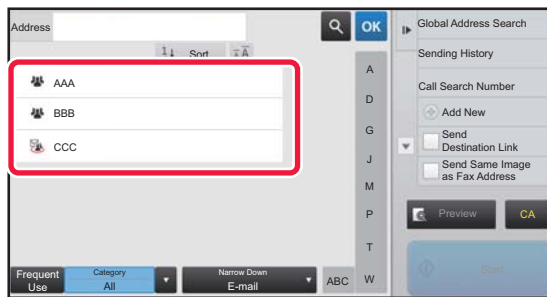 Address
OK
Sort
AAA
BBB
CCC
A
D
G
J
M
P
T
W
Frequent
Use
Category
All
Narrow Down
E-mail
ABC
Global Address Search
Sending History
Call Search Number
Add New
Send
Destination Link
Send Same Image
as Fax Address
Preview
CA
Start